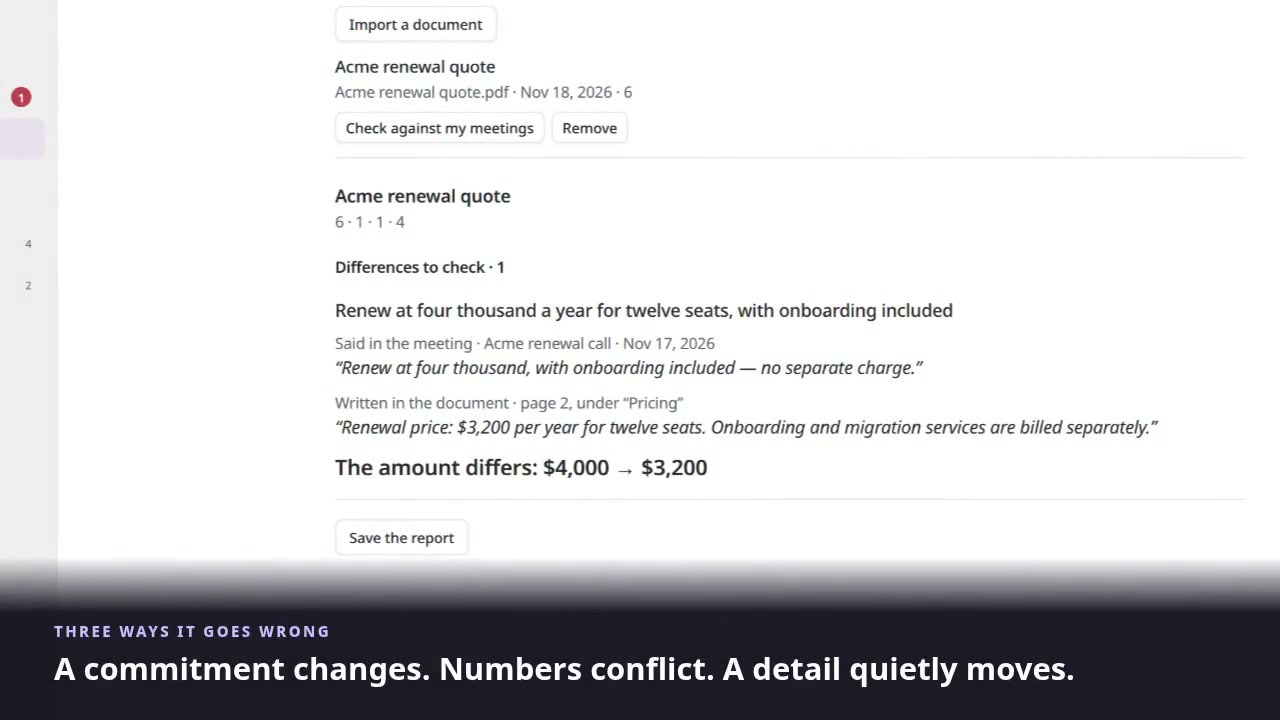 Import a document
Acme renewal quote
Acme renewal quote.pdf · Nov 18, 2026 · 6
1
Check against my meetings
Remove
Acme renewal quote
6 · 1 · 1 · 4
4
Differences to check · 1
2
Renew at four thousand a year for twelve seats, with onboarding included
Said in the meeting · Acme renewal call · Nov 17, 2026
“Renew at four thousand, with onboarding included — no separate charge.”
Written in the document · page 2, under “Pricing”
“Renewal price: $3,200 per year for twelve seats. Onboarding and migration services are billed separately.”
The amount differs: $4,000 → $3,200
Save the report
THREE WAYS IT GOES WRONG
A commitment changes. Numbers conflict. A detail quietly moves.